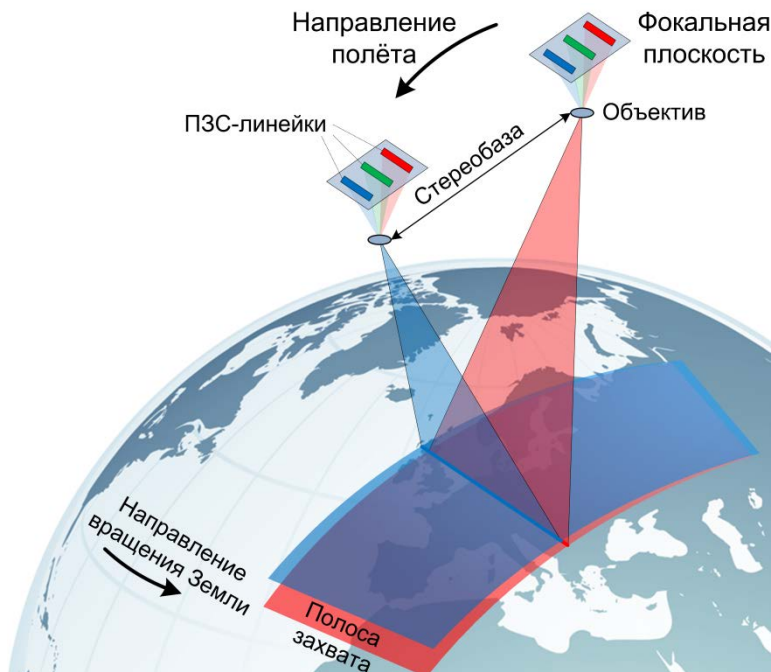 Направление
полёта
Фокальная
плоскость
ПЗС-линейки
Объектив
Стереобаза
Направление
вращения Земли
Полоса
захвата